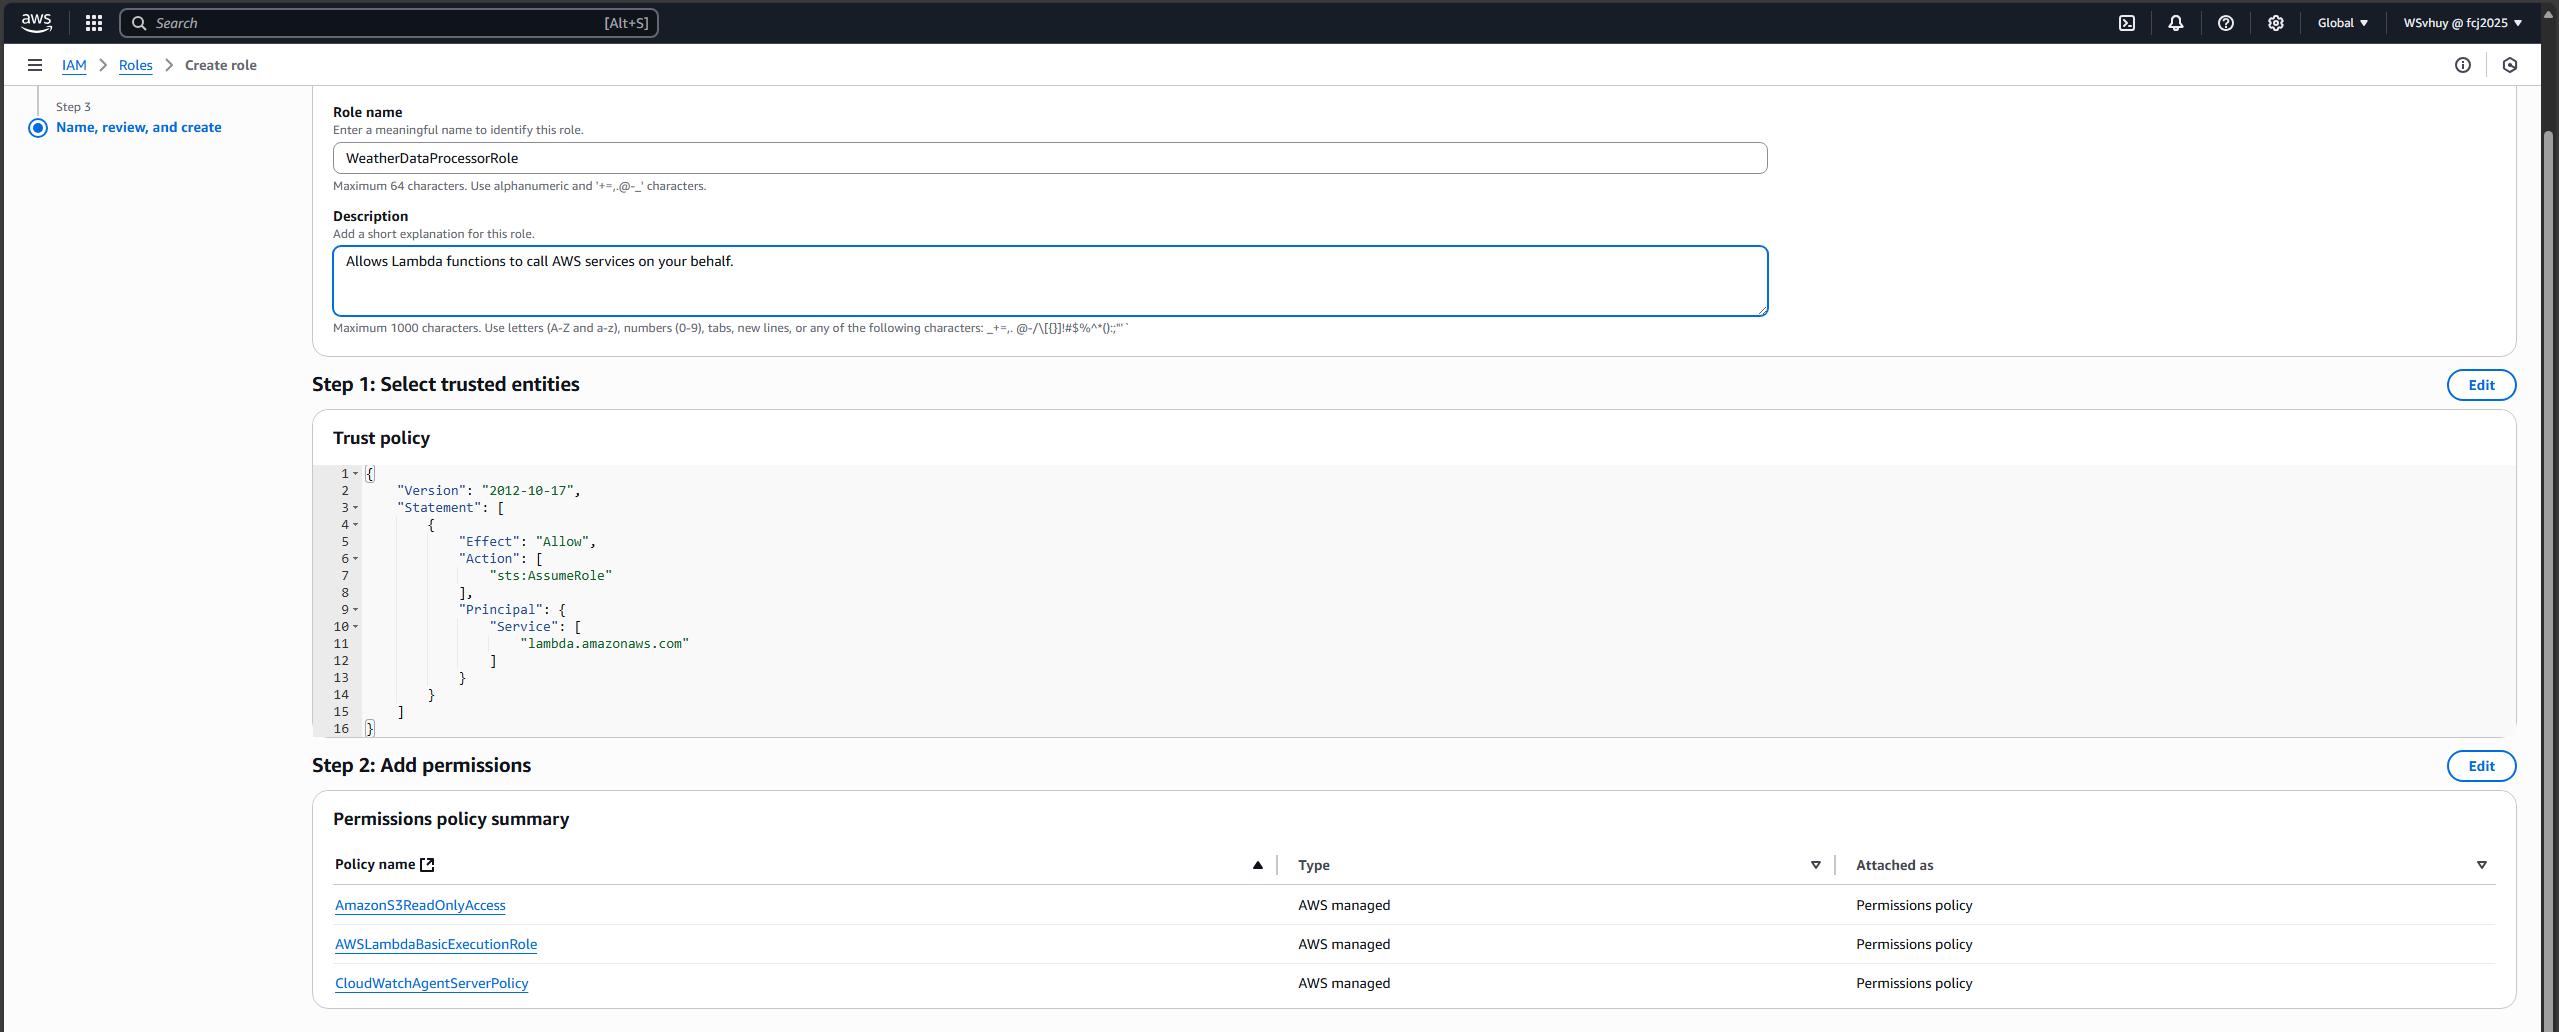 aws
Search [Alt+S]
Global WSvhuy @ fcj2025
IAM Roles Create role
Step 3
Name, review, and create
Role name
Enter a meaningful name to identify this role.
WeatherDataProcessorRole
Maximum 64 characters. Use alphanumeric and '+=,.@-_' characters.
Description
Add a short explanation for this role.
Allows Lambda functions to call AWS services on your behalf.
Maximum 1000 characters. Use letters (A-Z and a-z), numbers (0-9), tabs, new lines, or any of the following characters: _+=,. @-/\[{}]!#$%^*();:"'`
Step 1: Select trusted entities
Edit
Trust policy
1 {
2 "Version": "2012-10-17",
3 "Statement": [
4 {
5 "Effect": "Allow",
6 "Action": [
7 "sts:AssumeRole"
8 ],
9 "Principal": {
10 "Service": [
11 "lambda.amazonaws.com"
12 ]
13 }
14 }
15 ]
16 }
Step 2: Add permissions
Edit
Permissions policy summary
Policy name Type Attached as
AmazonS3ReadOnlyAccess AWS managed Permissions policy
AWSLambdaBasicExecutionRole AWS managed Permissions policy
CloudWatchAgentServerPolicy AWS managed Permissions policy